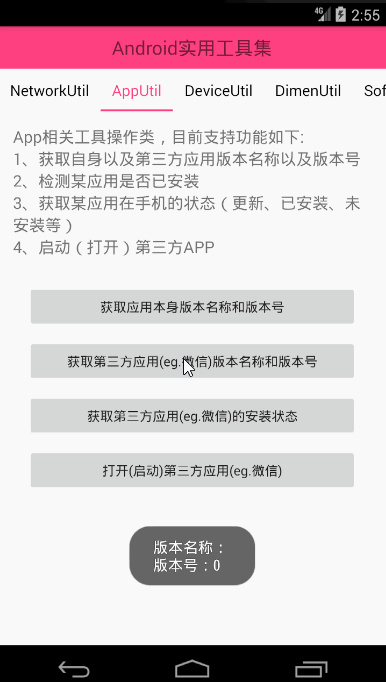 4G 2:55
Android实用工具集
NetworkUtil AppUtil DeviceUtil DimenUtil Sof
App相关工具操作类，目前支持功能如下:
1、获取自身以及第三方应用版本名称以及版本号
2、检测某应用是否已安装
3、获取某应用在手机的状态（更新、已安装、未
安装等）
4、启动（打开）第三方APP
获取应用本身版本名称和版本号
获取第三方应用(eg.微信)版本名称和版本号
获取第三方应用(eg.微信)的安装状态
打开(启动)第三方应用(eg.微信)
版本名称：
版本号：0